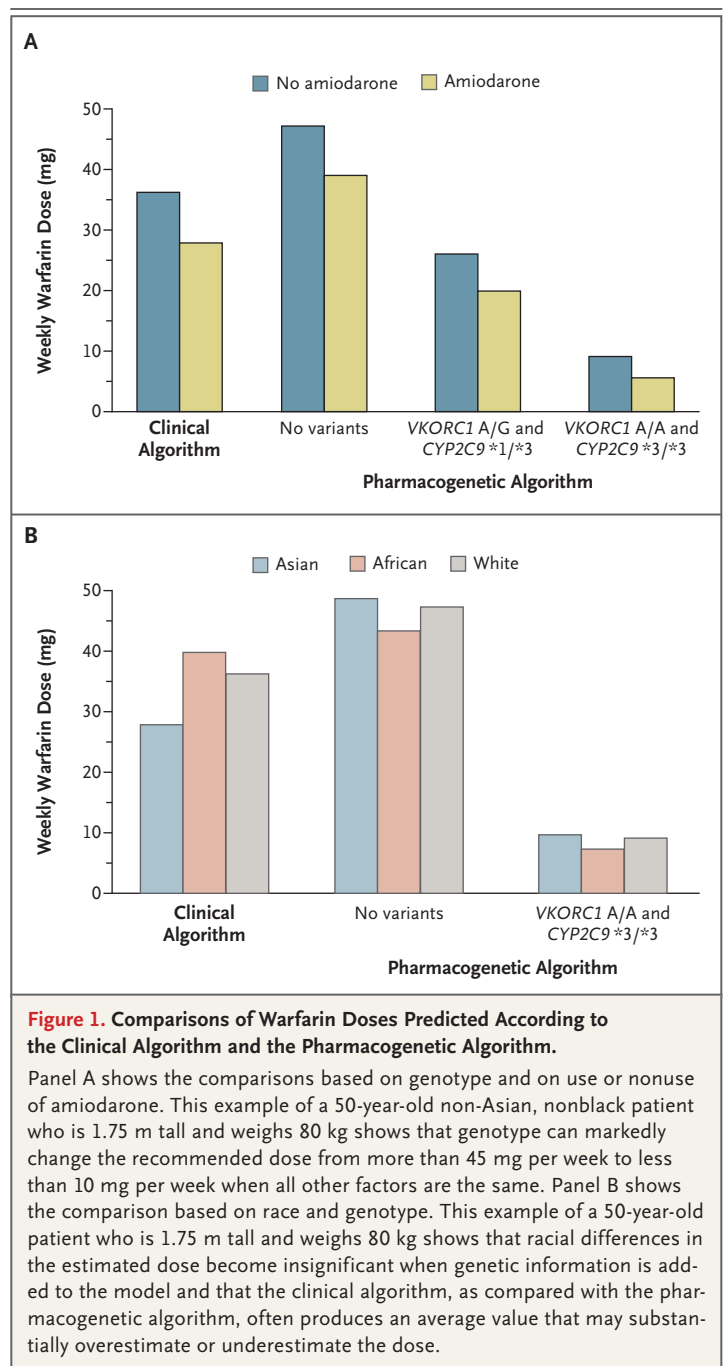 A
No amiodarone Amiodarone
50
40
30
20
10
0
Weekly Warfarin Dose (mg)
Clinical
Algorithm
No variants
VKORC1 A/G and
CYP2C9 *1/*3
VKORC1 A/A and
CYP2C9 *3/*3
Pharmacogenetic Algorithm
B
Asian African White
50
40
30
20
10
0
Weekly Warfarin Dose (mg)
Clinical
Algorithm
No variants
VKORC1 A/A and
CYP2C9 *3/*3
Pharmacogenetic Algorithm
Figure 1. Comparisons of Warfarin Doses Predicted According to
the Clinical Algorithm and the Pharmacogenetic Algorithm.
Panel A shows the comparisons based on genotype and on use or nonuse
of amiodarone. This example of a 50-year-old non-Asian, nonblack patient
who is 1.75 m tall and weighs 80 kg shows that genotype can markedly
change the recommended dose from more than 45 mg per week to less
than 10 mg per week when all other factors are the same. Panel B shows
the comparison based on race and genotype. This example of a 50-year-old
patient who is 1.75 m tall and weighs 80 kg shows that racial differences in
the estimated dose become insignificant when genetic information is add-
ed to the model and that the clinical algorithm, as compared with the phar-
macogenetic algorithm, often produces an average value that may substan-
tially overestimate or underestimate the dose.